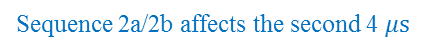 Sequence 2a/2b affects the second 4 μs